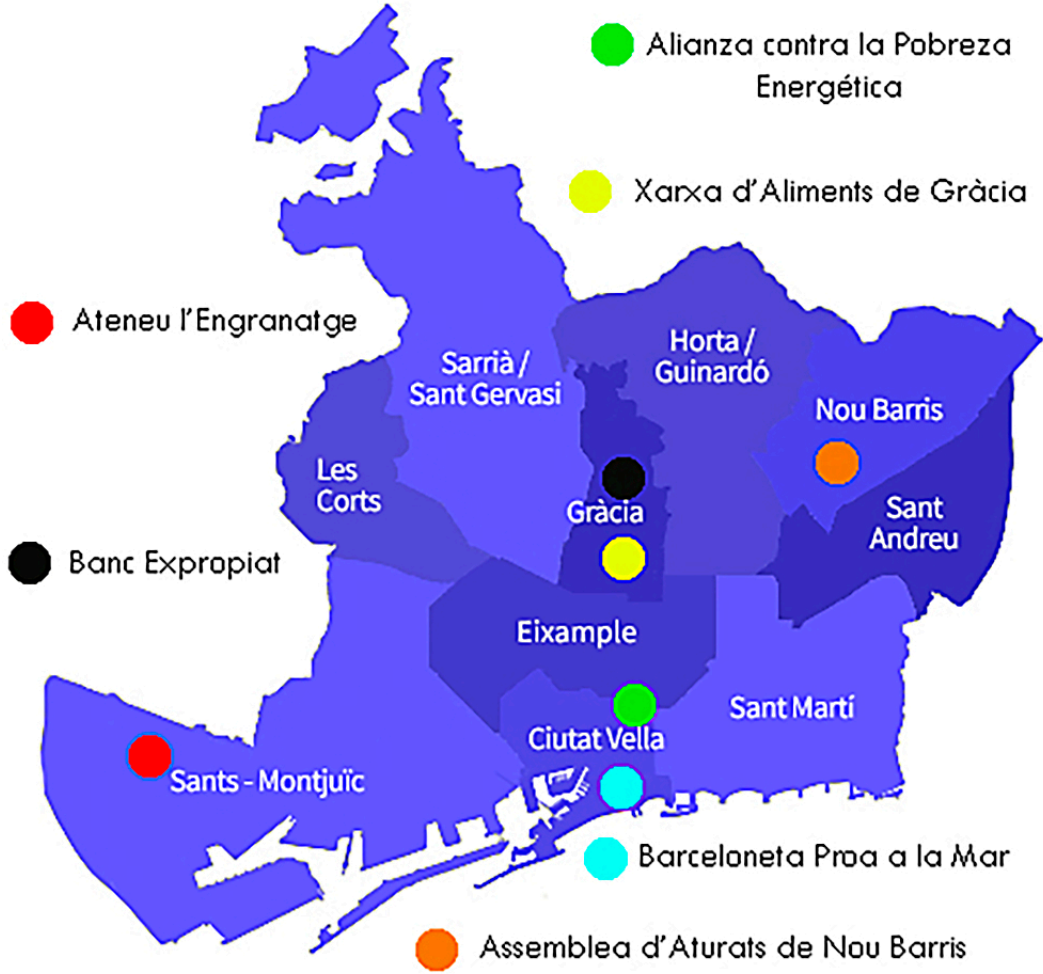 Alianza contra la Pobreza
Energética
Xarxa d'Aliments de Gràcia
Ateneu l'Engranatge
Sarrià /
Sant Gervasi
Horta /
Guinardó
Nou Barris
Les
Corts
Gràcia
Sant
Andreu
Banc Expropiat
Eixample
Sant Martí
Ciutat Vella
Sants - Montjuïc
Barceloneta Proa a la Mar
Assemblea d'Aturats de Nou Barris